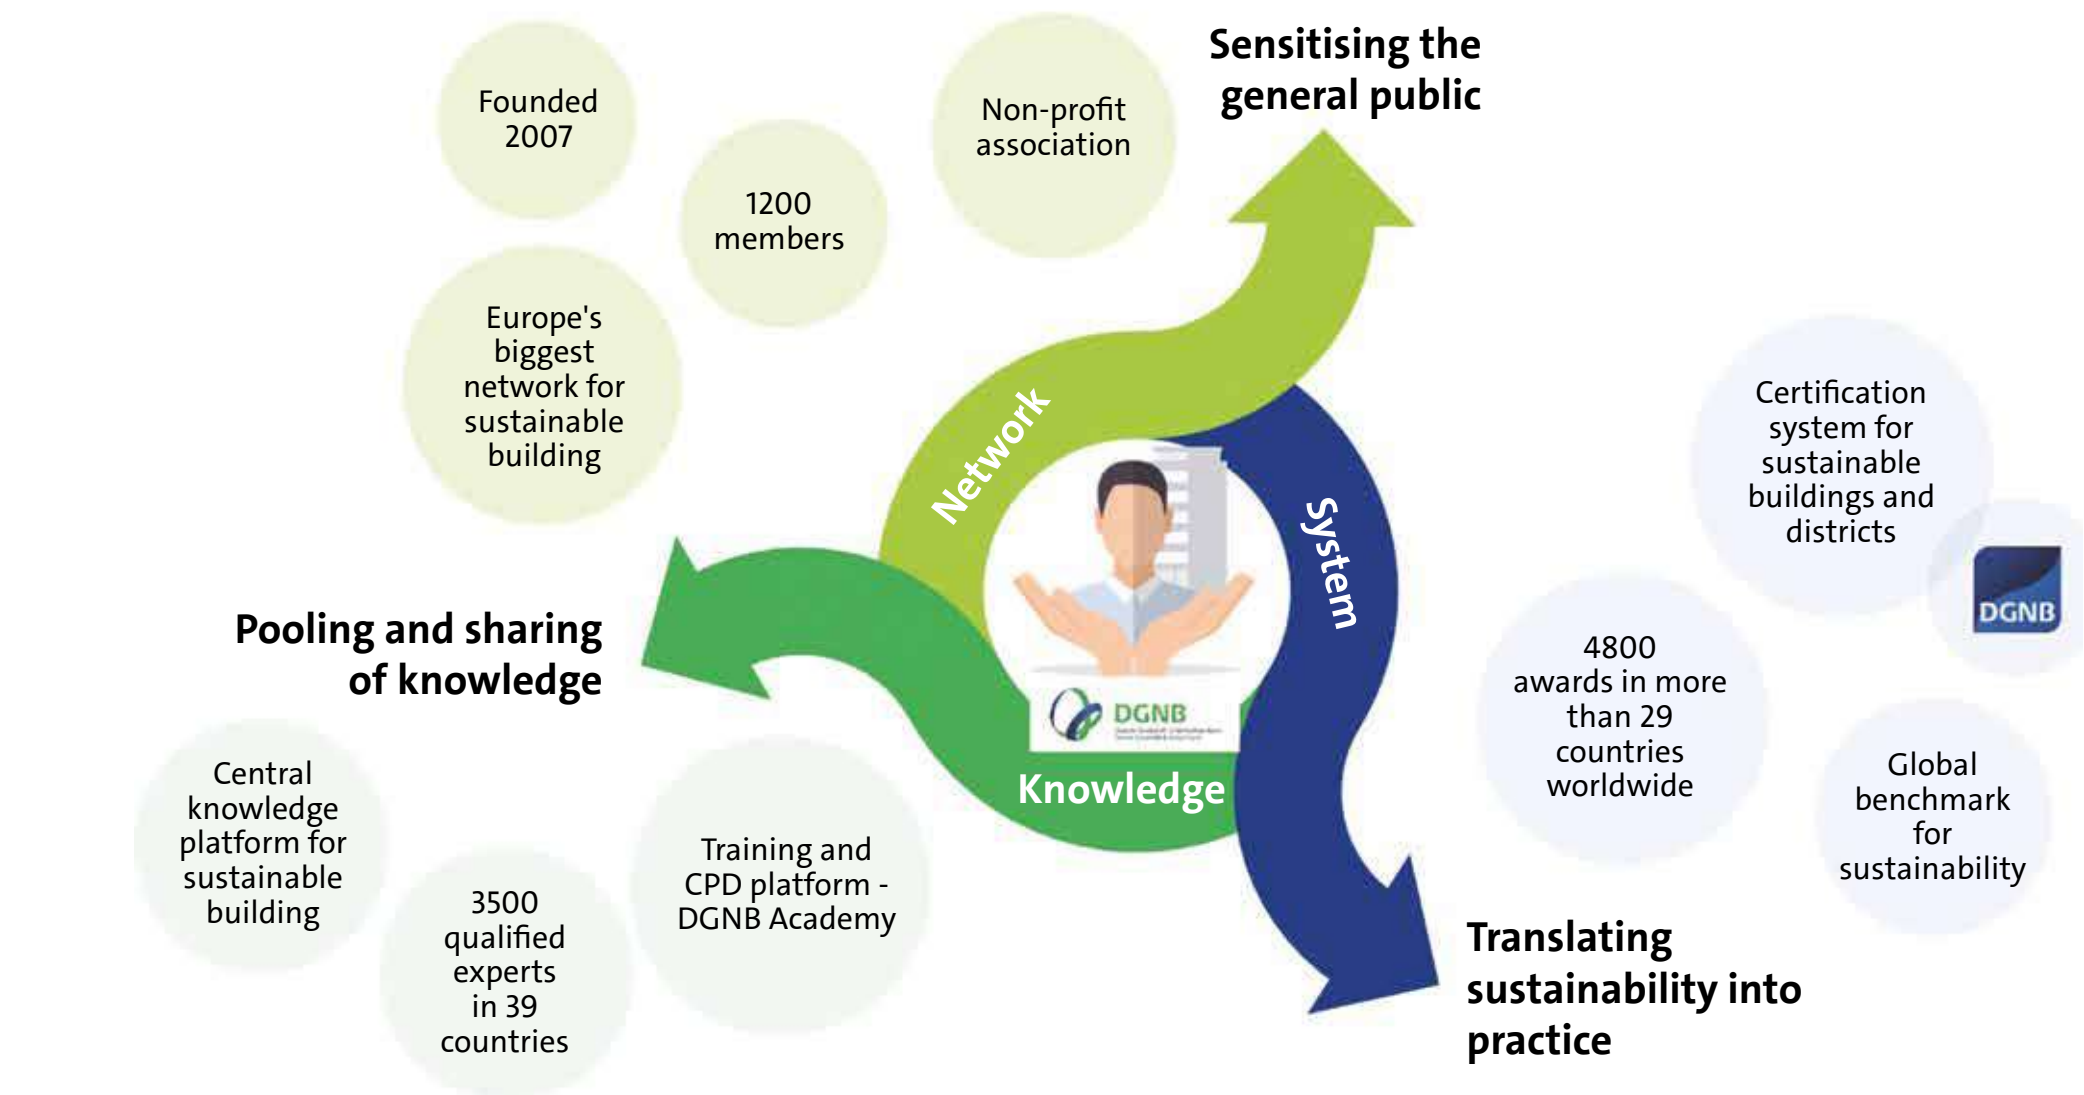 Sensitising the
general public
Founded
2007
1200
members
Non-profit
association
Europe's
biggest
network for
sustainable
building
Network
System
Knowledge
DGNB
Certification
system for
sustainable
buildings and
districts
DGNB
4800
awards in more
than 29
countries
worldwide
Global
benchmark
for
sustainability
Pooling and sharing
of knowledge
Central
knowledge
platform for
sustainable
building
3500
qualified
experts
in 39
countries
Training and
CPD platform -
DGNB Academy
Translating
sustainability into
practice